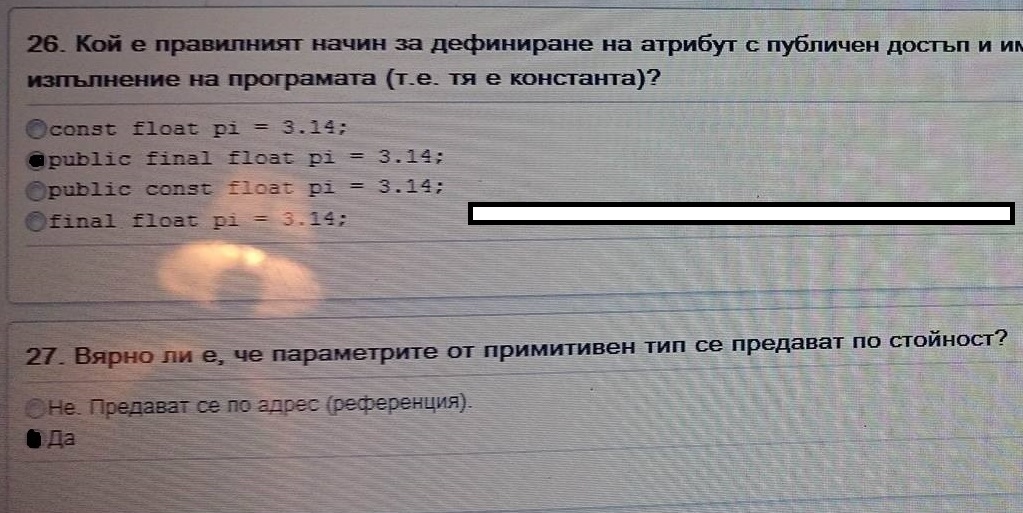 26. Кой е правилният начин за дефиниране на атрибут с публичен достъп и
изпълнение на програмата (т.е. тя е константа)?
const float pi = 3.14;
public final float pi = 3.14;
public const float pi = 3.14;
final float pi = 3.14;
27. Вярно ли е, че параметрите от примитивен тип се предават по стойност?
Не. Предават се по адрес (референция).
Да